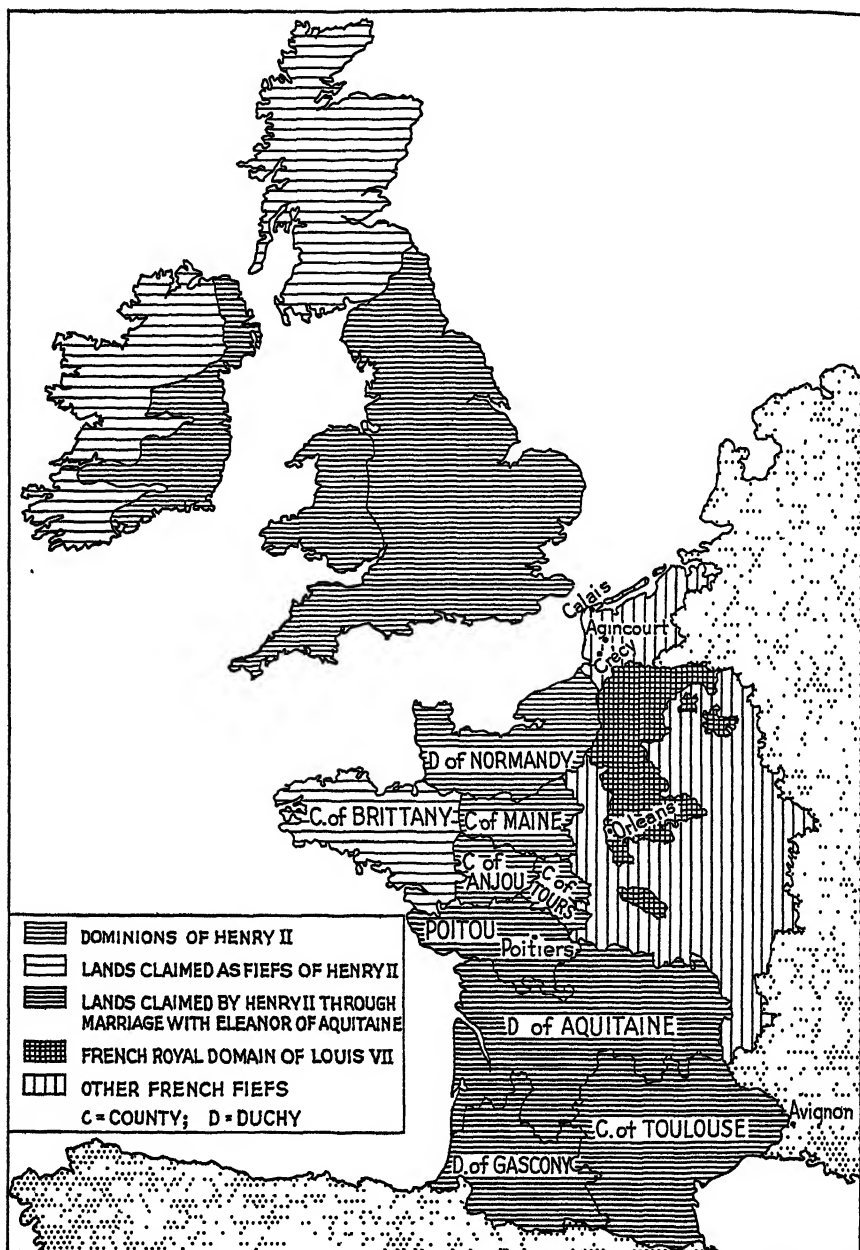 Calais
Agincourt
Crecy
D of NORMANDY
C. of BRITTANY
C of MAINE
Orléans
C of
ANJOU
C of
TOURS
POITOU
Poitiers
D of AQUITAINE
Avignon
C. of TOULOUSE
D. of GASCONY
DOMINIONS OF HENRY II
LANDS CLAIMED AS FIEFS OF HENRY II
LANDS CLAIMED BY HENRY II THROUGH
MARRIAGE WITH ELEANOR OF AQUITAINE
FRENCH ROYAL DOMAIN OF LOUIS VII
OTHER FRENCH FIEFS
C = COUNTY; D = DUCHY